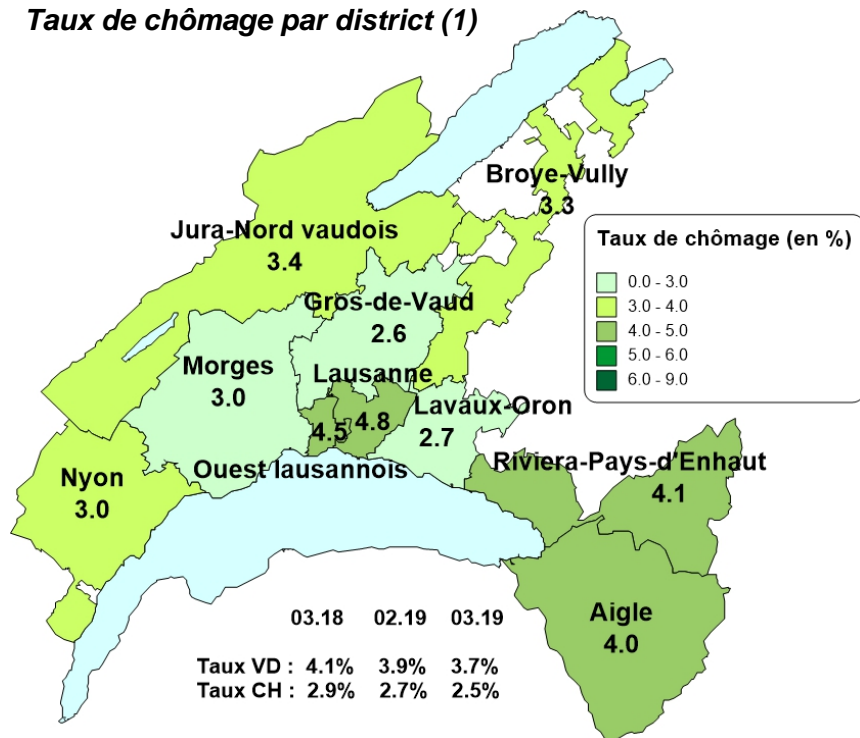 Taux de chômage par district (1)
Broye-Vully
3.3
Jura-Nord vaudois
3.4
Taux de chômage (en %)
0.0 - 3.0
3.0 - 4.0
4.0 - 5.0
5.0 - 6.0
6.0 - 9.0
Gros-de-Vaud
2.6
Morges
3.0
Lausanne
4.8
4.5
Lavaux-Oron
2.7
Ouest lausannois
Riviera-Pays-d'Enhaut
4.1
Nyon
3.0
Aigle
4.0
03.18 02.19 03.19
Taux VD : 4.1% 3.9% 3.7%
Taux CH : 2.9% 2.7% 2.5%